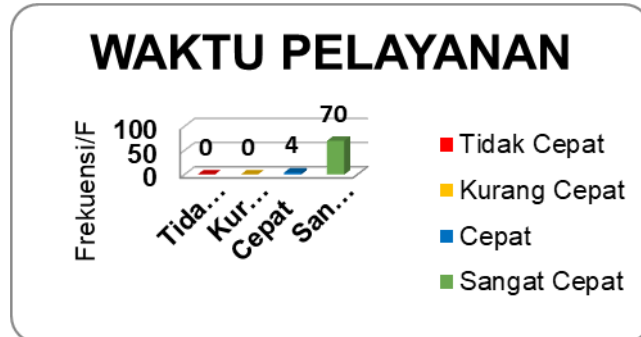 WAKTU PELAYANAN
Frekuensi/F
100
50
0
0
0
4
70
Tida...
Kur...
Cepat
San...
Tidak Cepat
Kurang Cepat
Cepat
Sangat Cepat